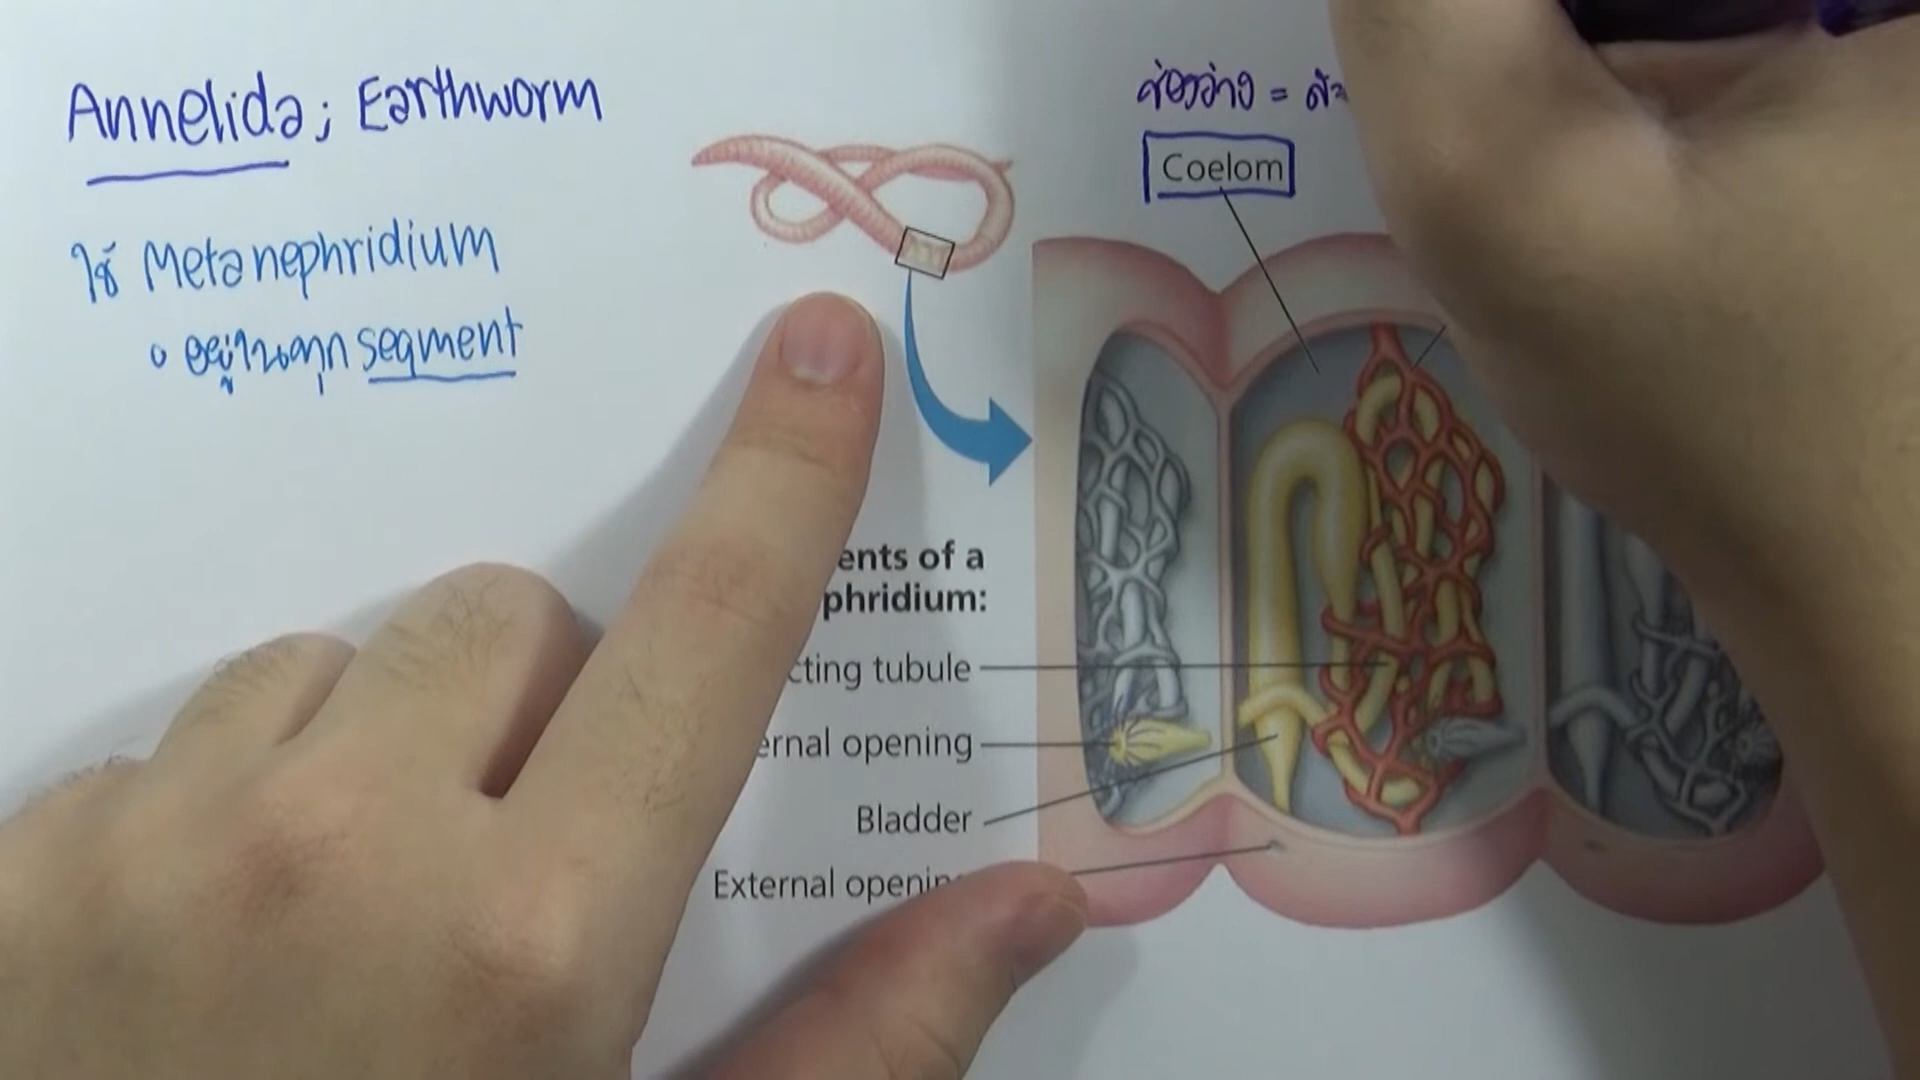 Annelida; Earthworm
ใช้ Metanephridium
อยู่ในทุก segment
ช่องว่าง =
Coelom
ents of a
phridium:
cting tubule
ernal opening
Bladder
External openin